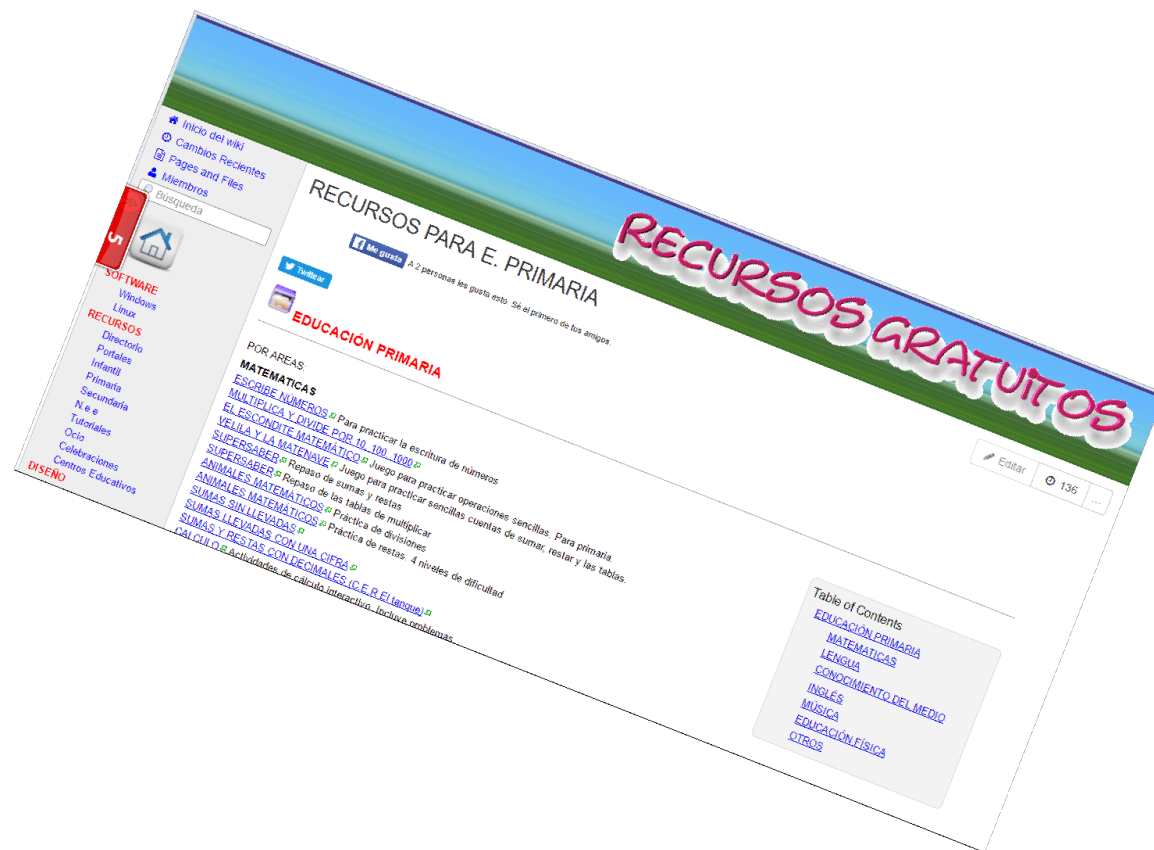 RECURSOS GRATUITOS
Inicio del wiki
Cambios Recientes
Pages and Files
Miembros
Búsqueda
5
SOFTWARE
Windows
Linux
RECURSOS
Directorio
Portales
Infantil
Primaria
Secundaria
N.e.e
Tutoriales
Ocio
Celebraciones
Centros Educativos
DISEÑO
RECURSOS PARA E. PRIMARIA
Editar 136 ...
Me gusta A 2 personas les gusta esto. Sé el primero de tus amigos.
Twittear
EDUCACIÓN PRIMARIA
POR AREAS:
MATEMATICAS
ESCRIBE NÚMEROS Para practicar la escritura de números
MULTIPLICA Y DIVIDE POR 10, 100, 1000
EL ESCONDITE MATEMÁTICO Juego para practicar operaciones sencillas. Para primaria.
VELILA Y LA MATENAVE Juego para practicar sencillas cuentas de sumar, restar y las tablas.
SUPERSABER Repaso de sumas y restas
SUPERSABER Repaso de las tablas de multiplicar
ANIMALES MATEMÁTICOS Práctica de divisiones
ANIMALES MATEMÁTICOS Práctica de restas. 4 niveles de dificultad
SUMAS SIN LLEVADAS
SUMAS LLEVADAS CON UNA CIFRA
SUMAS Y RESTAS CON DECIMALES (C.E.R El tanque)
CALCULO Actividades de cálculo interactivo. Incluye problemas
Table of Contents
EDUCACIÓN PRIMARIA
MATEMATICAS
LENGUA
CONOCIMIENTO DEL MEDIO
INGLÉS
MÚSICA
EDUCACIÓN FÍSICA
OTROS